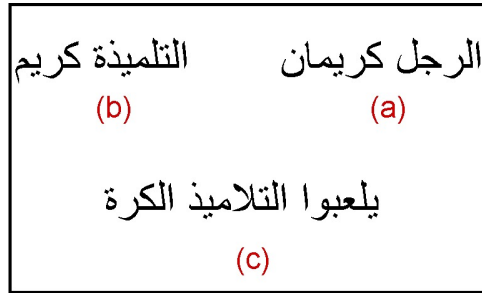 الرجل كريمان
(a)
التلميذة كريم
(b)
يلعبوا التلاميذ الكرة
(c)